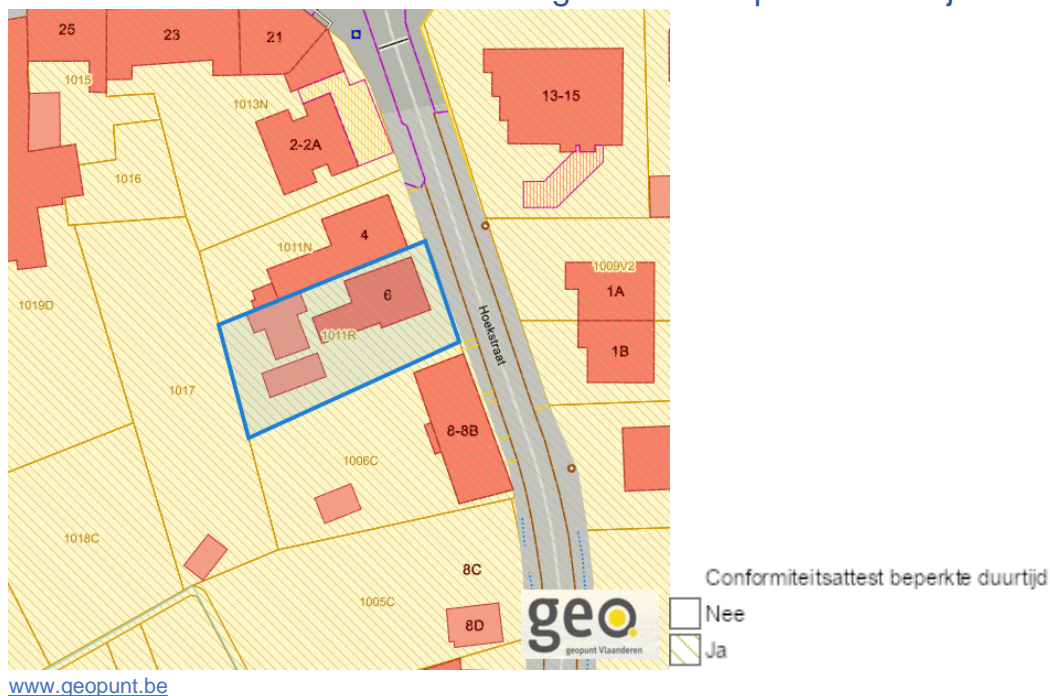 25
23
21
1015
1013N
13-15
2-2A
1016
4
1011N
1009V2
6
1A
1019D
Hoekstraat
1011R
1B
1017
8-8B
1006C
1018C
8C
1005C
8D
geo.
geopunt Vlaanderen
Conformiteitsattest beperkte duurtijd
Nee
Ja
www.geopunt.be